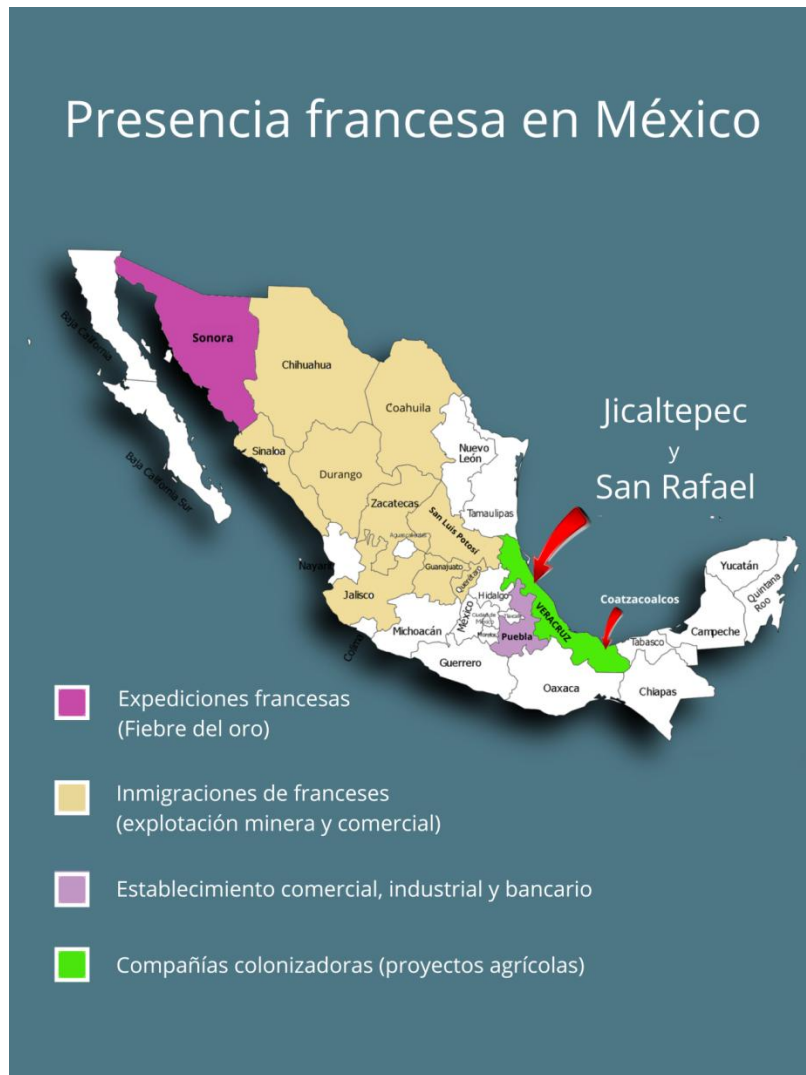 Presencia francesa en México
Baja California
Sonora
Chihuahua
Coahuila
Jicaltepec
y
San Rafael
Sinaloa
Durango
Nuevo
León
Baja California Sur
Zacatecas
Tamaulipas
San Luis Potosí
Aguascalientes
Nayarit
Guanajuato
Querétaro
Hidalgo
Jalisco
México
Ciudad de
México
Tlaxcala
Morelos
Puebla
VERACRUZ
Coatzacoalcos
Yucatán
Quintana
Roo
Campeche
Tabasco
Colima
Michoacán
Guerrero
Oaxaca
Chiapas
Expediciones francesas
(Fiebre del oro)
Inmigraciones de franceses
(explotación minera y comercial)
Establecimiento comercial, industrial y bancario
Compañías colonizadoras (proyectos agrícolas)